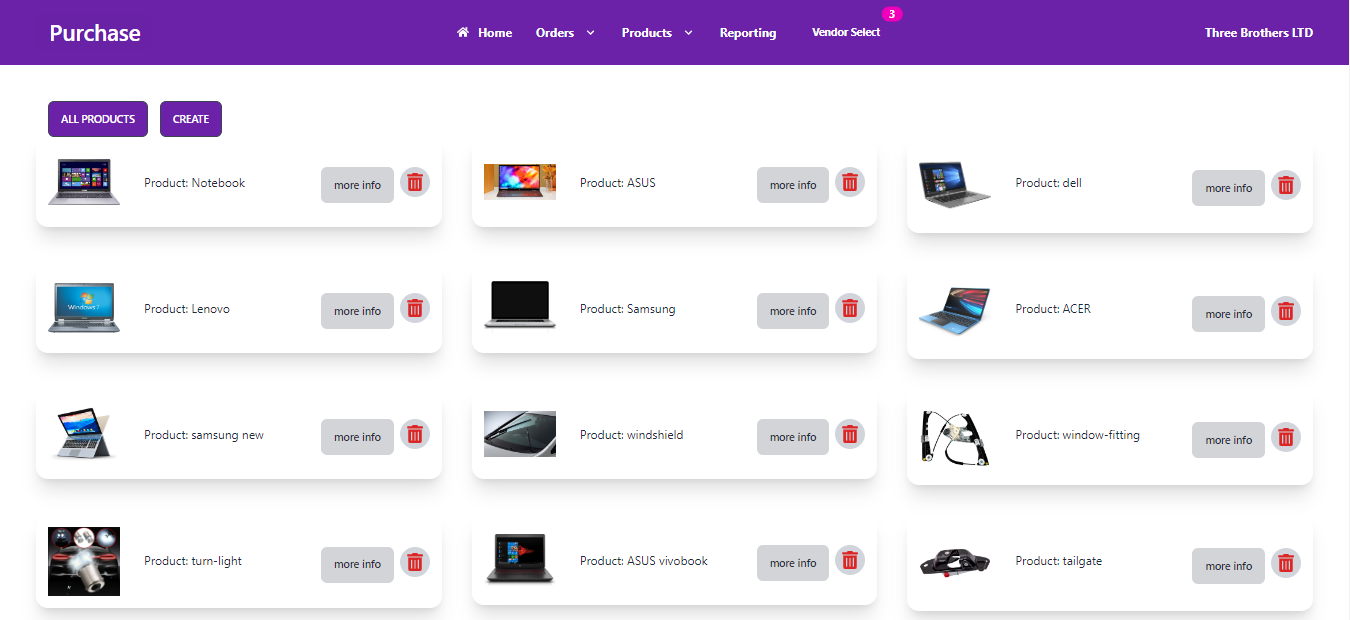 Purchase
Home
Orders
Products
Reporting
Vendor Select
3
Three Brothers LTD
ALL PRODUCTS
CREATE
Product: Notebook
more info
Product: ASUS
more info
Product: dell
more info
Windows 7
Product: Lenovo
more info
Product: Samsung
more info
Product: ACER
more info
Product: samsung new
more info
Product: windshield
more info
Product: window-fitting
more info
Product: turn-light
more info
Product: ASUS vivobook
more info
Product: tailgate
more info